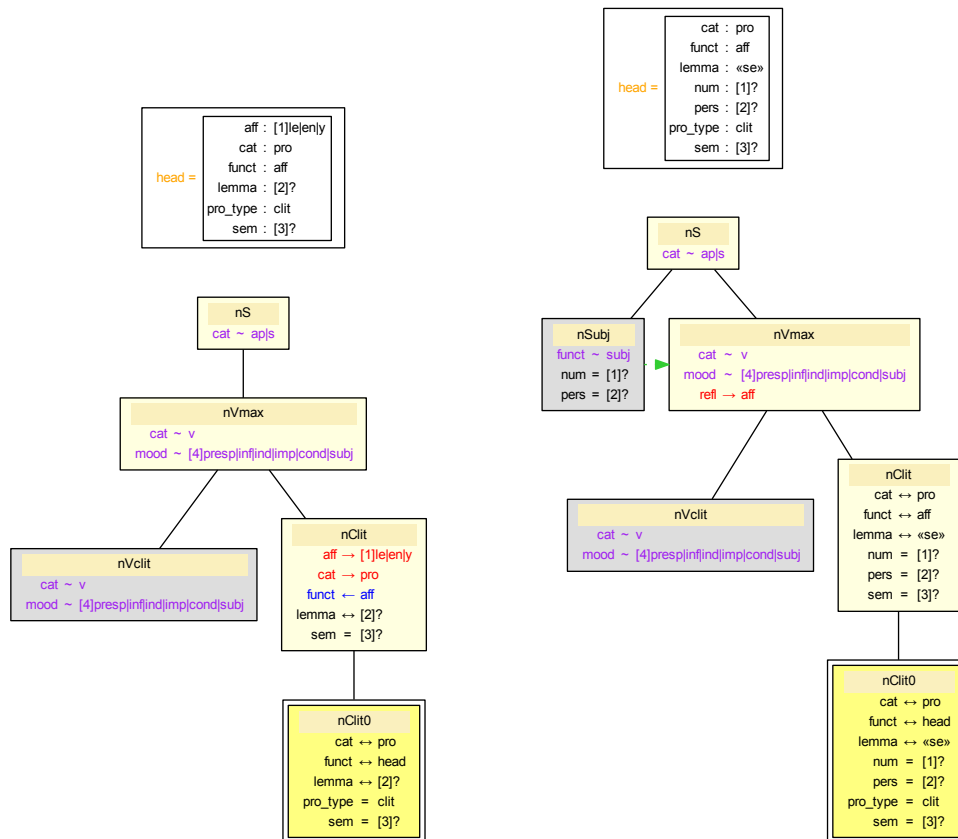 head =
aff : [1]le|en|y
cat : pro
funct : aff
lemma : [2]?
pro_type : clit
sem : [3]?
nS
cat ~ ap|s
nVmax
cat ~ v
mood ~ [4]presp|inf|ind|imp|cond|subj
nVclit
cat ~ v
mood ~ [4]presp|inf|ind|imp|cond|subj
nClit
aff → [1]le|en|y
cat → pro
funct ← aff
lemma ↔ [2]?
sem = [3]?
nClit0
cat ↔ pro
funct ↔ head
lemma ↔ [2]?
pro_type = clit
sem = [3]?
head =
cat : pro
funct : aff
lemma : «se»
num : [1]?
pers : [2]?
pro_type : clit
sem : [3]?
nS
cat ~ ap|s
nSubj
funct ~ subj
num = [1]?
pers = [2]?
nVmax
cat ~ v
mood ~ [4]presp|inf|ind|imp|cond|subj
refl → aff
nVclit
cat ~ v
mood ~ [4]presp|inf|ind|imp|cond|subj
nClit
cat ↔ pro
funct ↔ aff
lemma ↔ «se»
num = [1]?
pers = [2]?
sem = [3]?
nClit0
cat ↔ pro
funct ↔ head
lemma ↔ «se»
num = [1]?
pers = [2]?
pro_type = clit
sem = [3]?